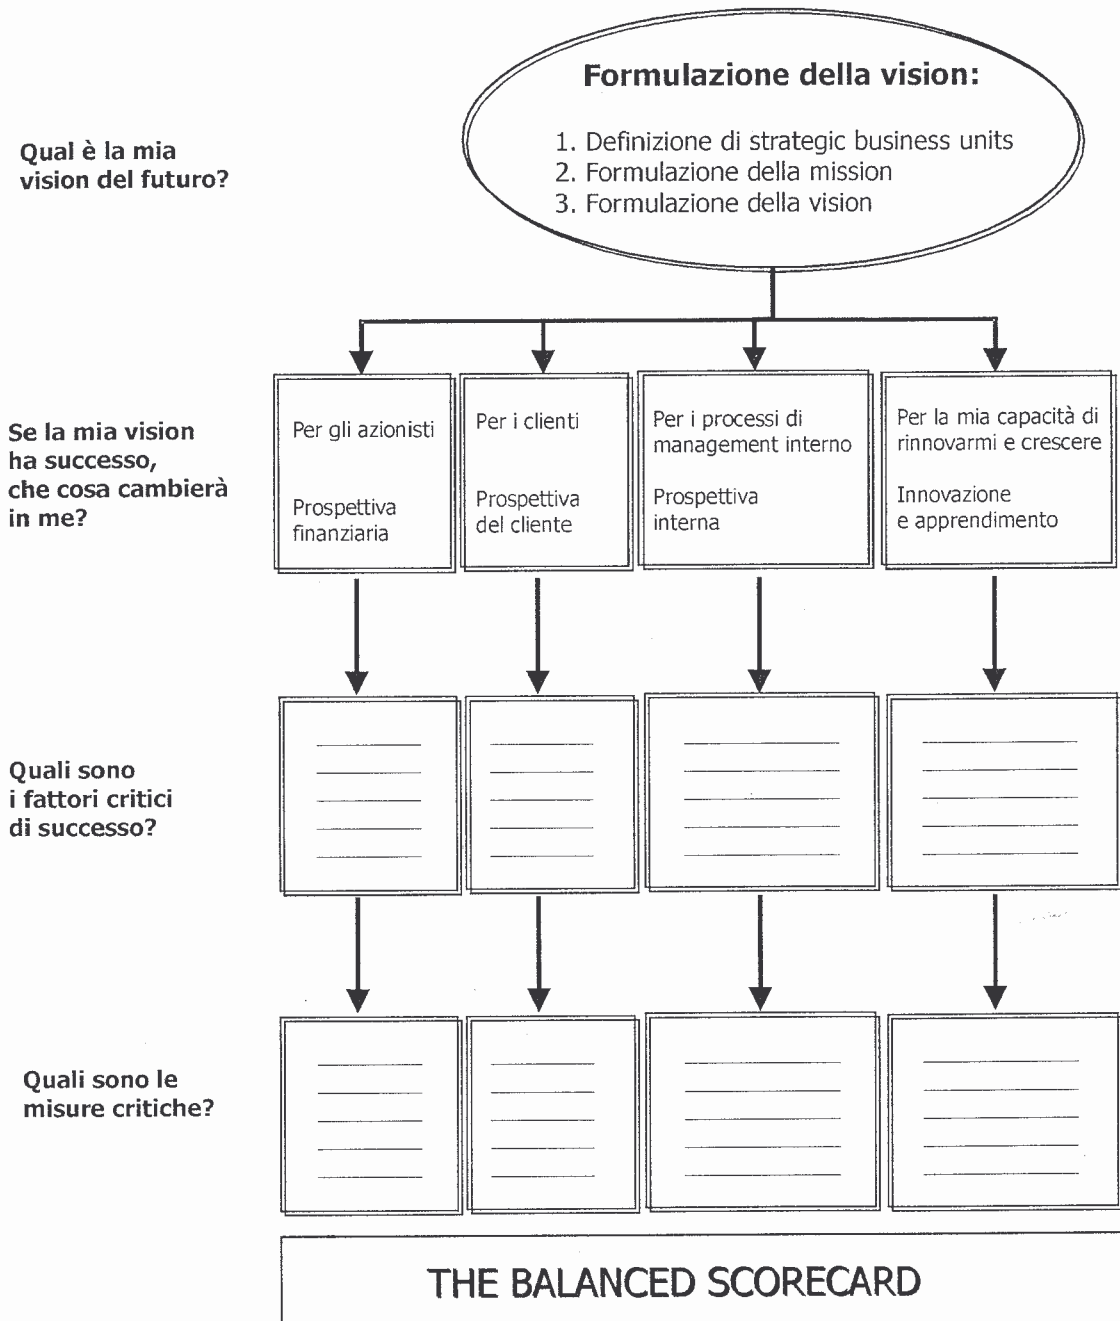 Formulazione della vision:
Qual è la mia
vision del futuro?
1. Definizione di strategic business units
2. Formulazione della mission
3. Formulazione della vision
Se la mia vision
ha successo,
che cosa cambierà
in me?
Per gli azionisti
Prospettiva
finanziaria
Per i clienti
Prospettiva
del cliente
Per i processi di
management interno
Prospettiva
interna
Per la mia capacità di
rinnovarmi e crescere
Innovazione
e apprendimento
Quali sono
i fattori critici
di successo?
Quali sono le
misure critiche?
THE BALANCED SCORECARD